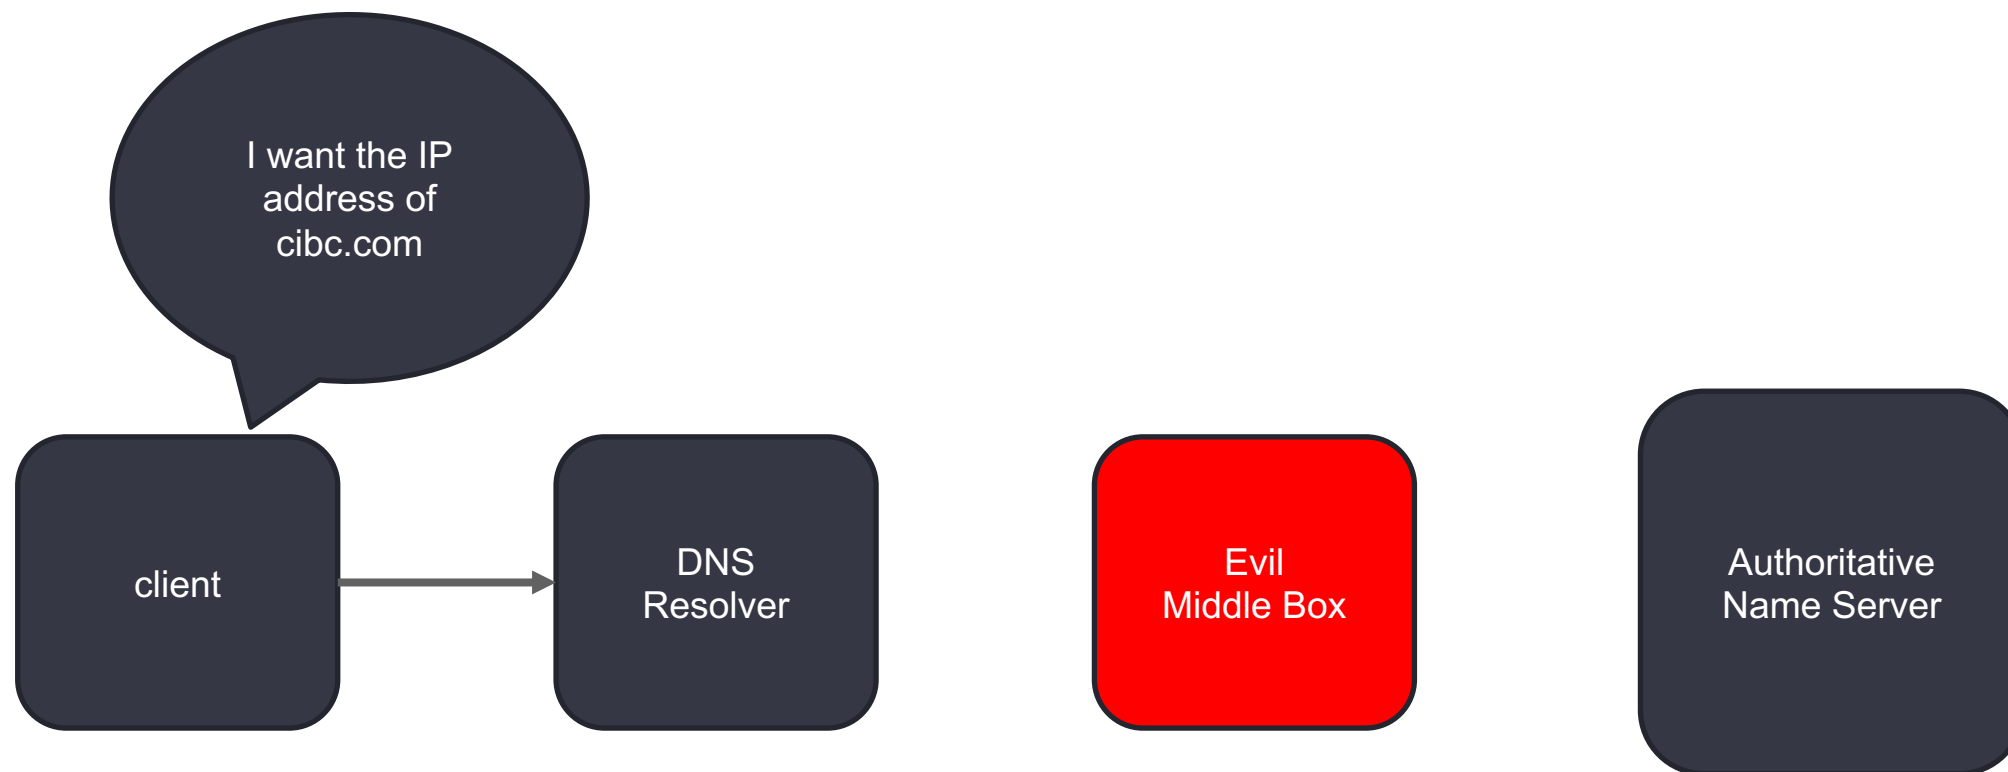 I want the IP
address of
cibc.com
client
DNS
Resolver
Evil
Middle Box
Authoritative
Name Server